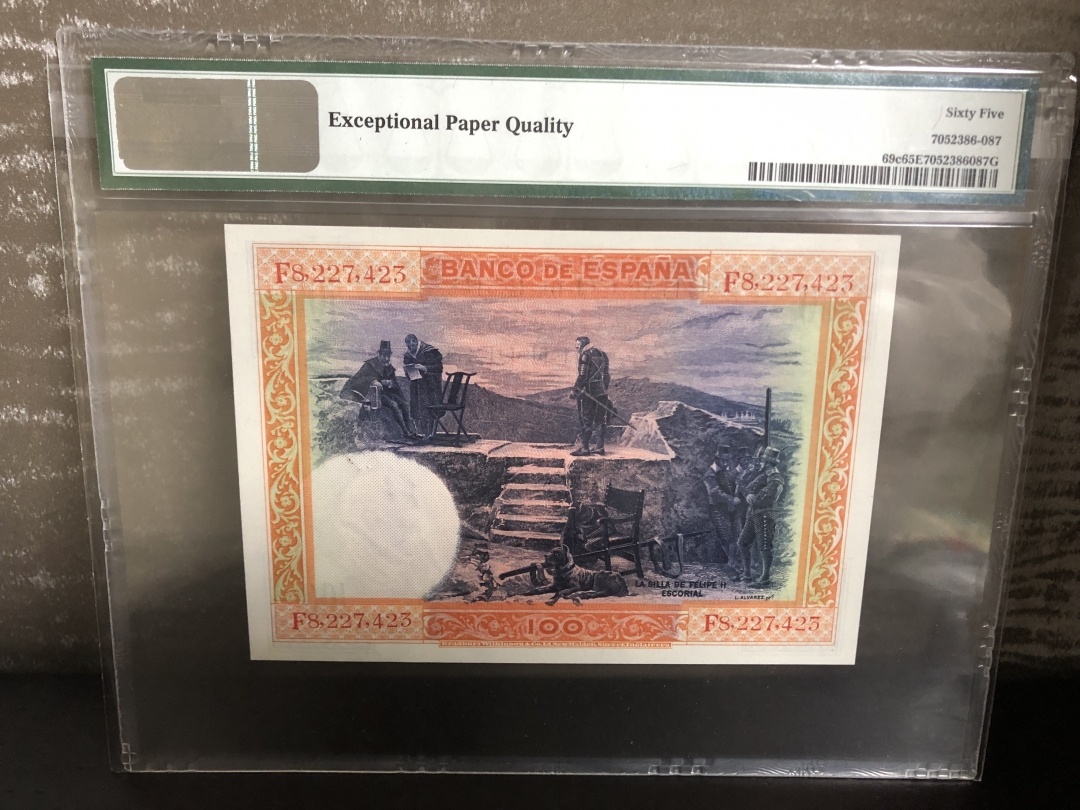 Exceptional Paper Quality
Sixty Five
7052386-087
69c65E7052386087G
F8,227,423
BANCO DE ESPAÑA
F8,227,423
LA SILLA DE FELIPE II
ESCORIAL
L. ALVAREZ
F8,227,423
100
F8,227,423